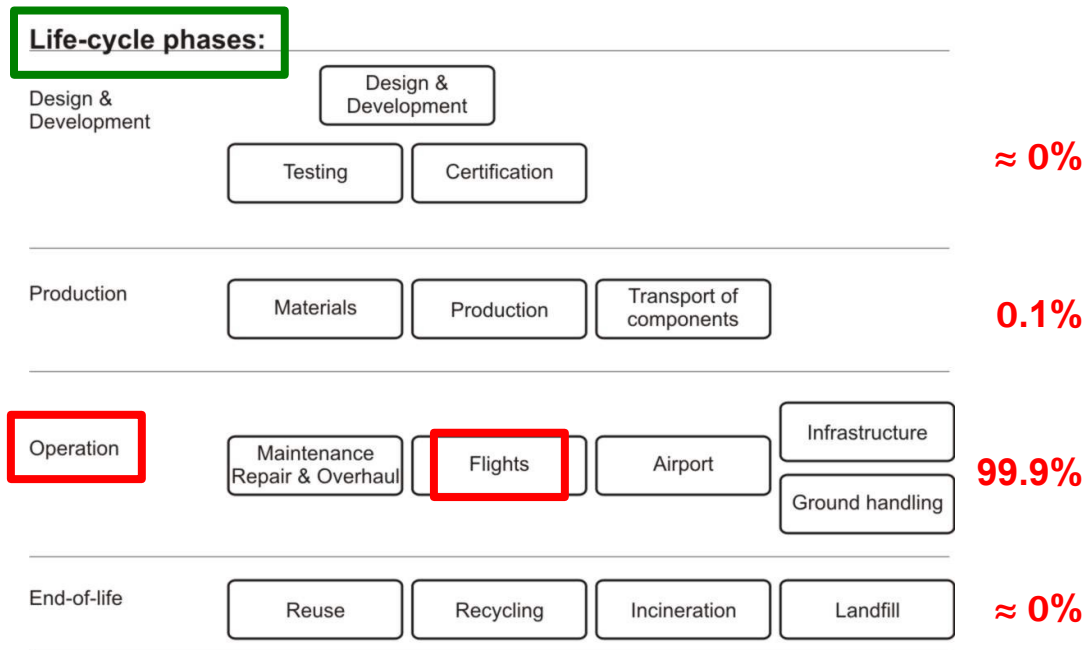 Life-cycle phases:
Design &
Development
Design &
Development
Testing
Certification
≈ 0%
Production
Materials
Production
Transport of
components
0.1%
Operation
Maintenance
Repair & Overhaul
Flights
Airport
Infrastructure
Ground handling
99.9%
End-of-life
Reuse
Recycling
Incineration
Landfill
≈ 0%